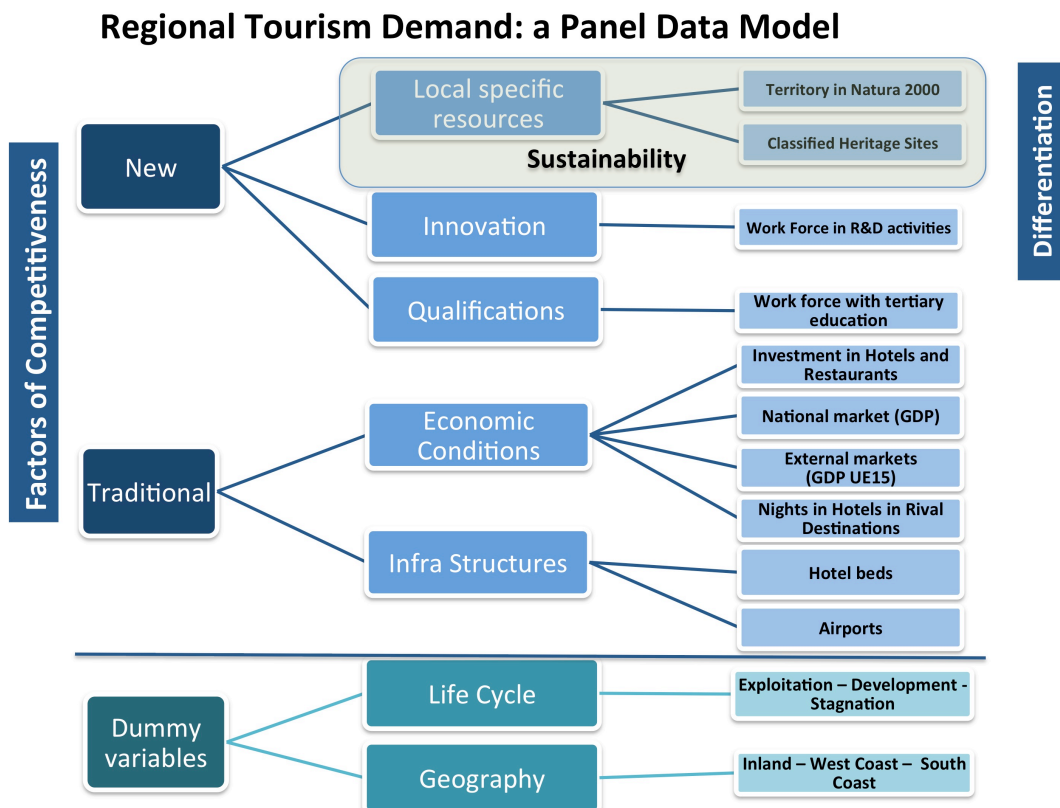 Regional Tourism Demand: a Panel Data Model
Factors of Competitiveness
Differentiation
New
Local specific
resources
Territory in Natura 2000
Classified Heritage Sites
Sustainability
Innovation
Work Force in R&D activities
Qualifications
Work force with tertiary
education
Traditional
Economic
Conditions
Investment in Hotels and
Restaurants
National market (GDP)
External markets
(GDP UE15)
Nights in Hotels in Rival
Destinations
Infra Structures
Hotel beds
Airports
Dummy
variables
Life Cycle
Exploitation – Development -
Stagnation
Geography
Inland – West Coast – South
Coast